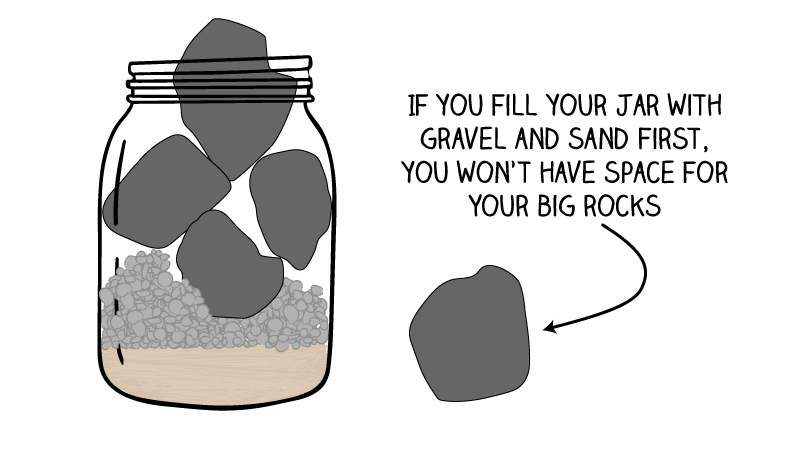 IF YOU FILL YOUR JAR WITH
GRAVEL AND SAND FIRST,
YOU WON'T HAVE SPACE FOR
YOUR BIG ROCKS